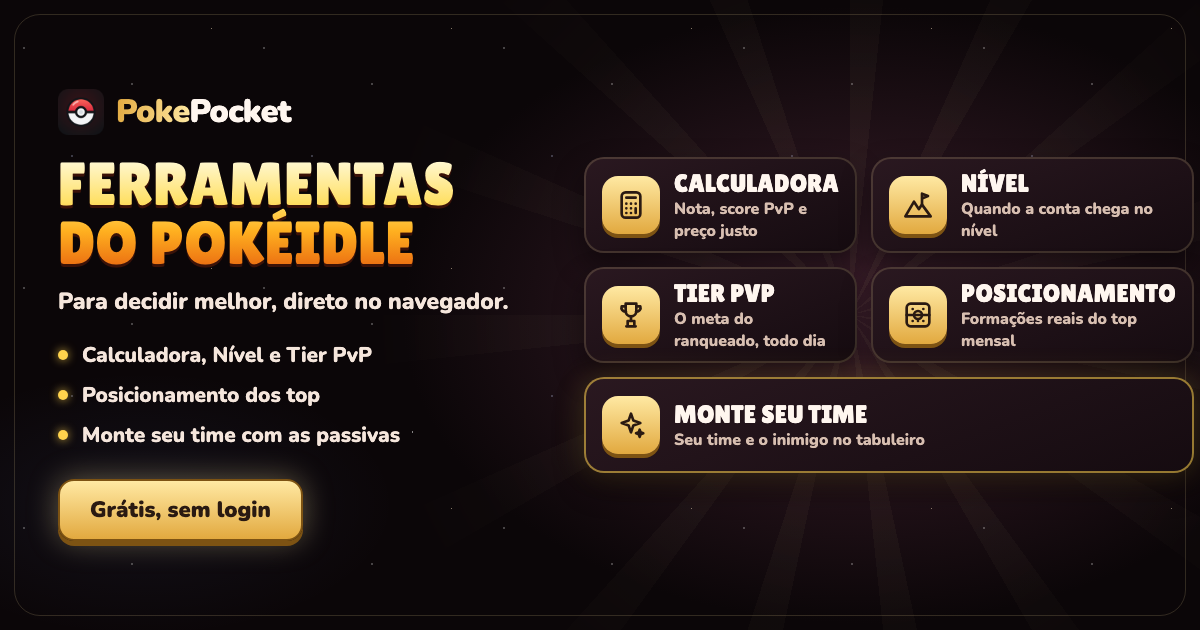 PokePocket
FERRAMENTAS
DO POKÉIDLE
Para decidir melhor, direto no navegador.
Calculadora, Nível e Tier PvP
Posicionamento dos top
Monte seu time com as passivas
Grátis, sem login
CALCULADORA
Nota, score PvP e
preço justo
NÍVEL
Quando a conta chega no
nível
TIER PVP
O meta do
ranqueado, todo dia
POSICIONAMENTO
Formações reais do top
mensal
MONTE SEU TIME
Seu time e o inimigo no tabuleiro